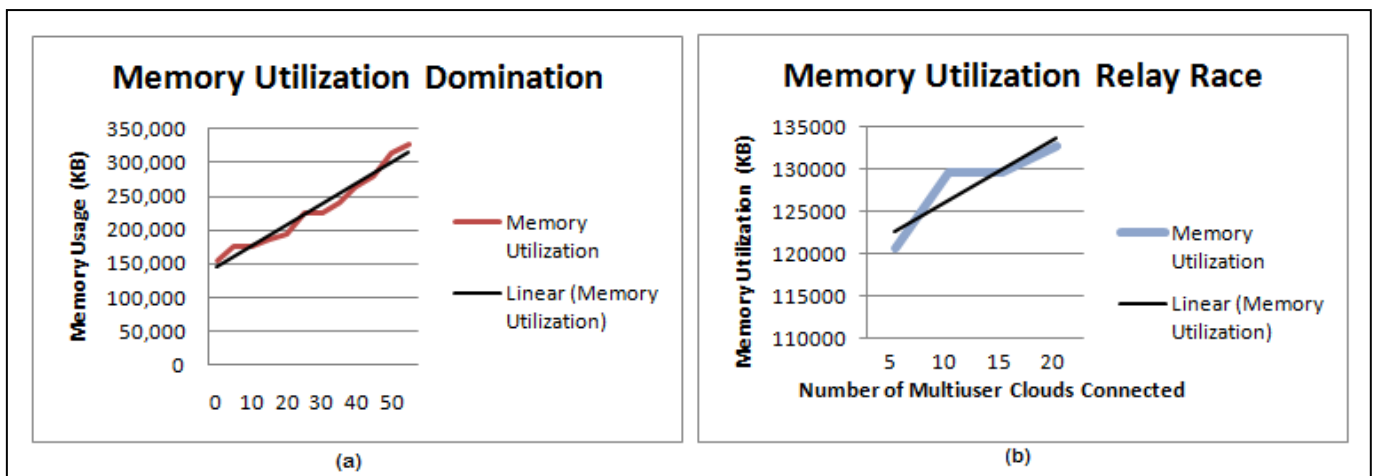 Memory Utilization Domination
Memory Usage (KB)
350,000
300,000
250,000
200,000
150,000
100,000
50,000
0
0 10 20 30 40 50
Memory
Utilization
Linear (Memory
Utilization)
(a)
Memory Utilization Relay Race
Memory Utilization (KB)
135000
130000
125000
120000
115000
110000
5 10 15 20
Number of Multiuser Clouds Connected
Memory
Utilization
Linear (Memory
Utilization)
(b)